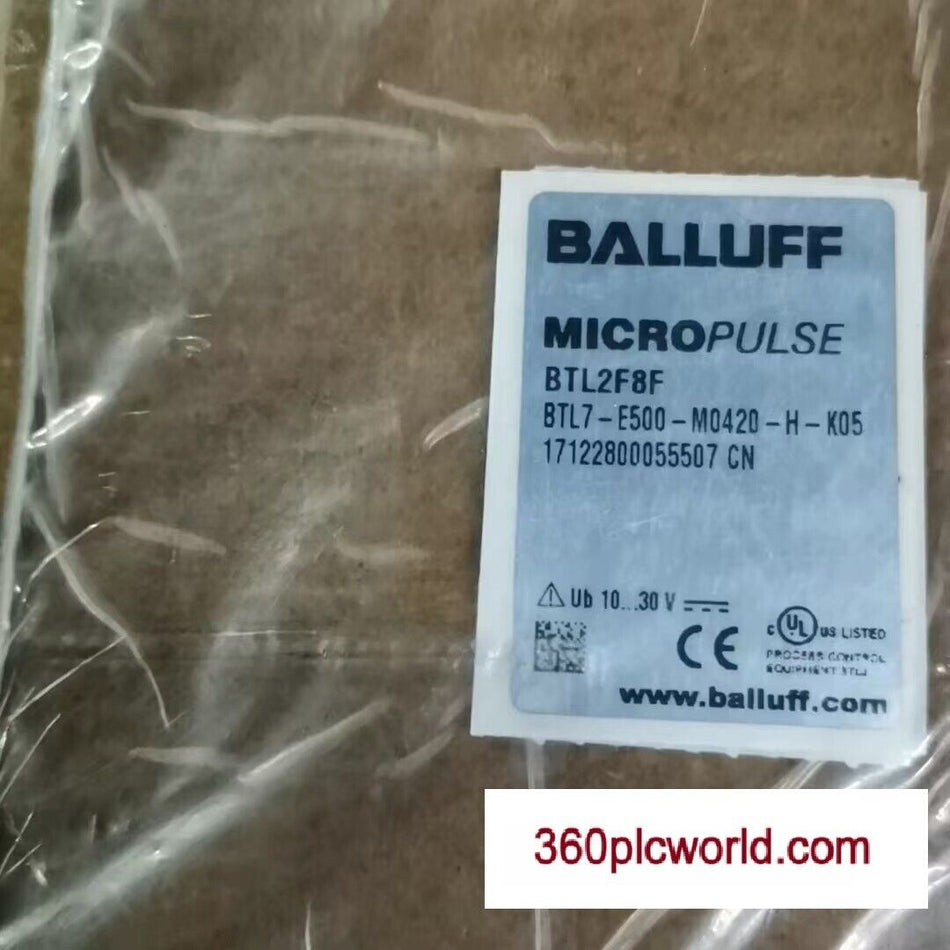 BALLUFF
MICROPULSE
BTL2F8F
BTL7-E500-M0420-H-K05
17122800055507 CN
Ub 10...30 V
CE
c UL US LISTED
PROCESS CONTROL
EQUIPMENT
www.balluff.com
360plcworld.com